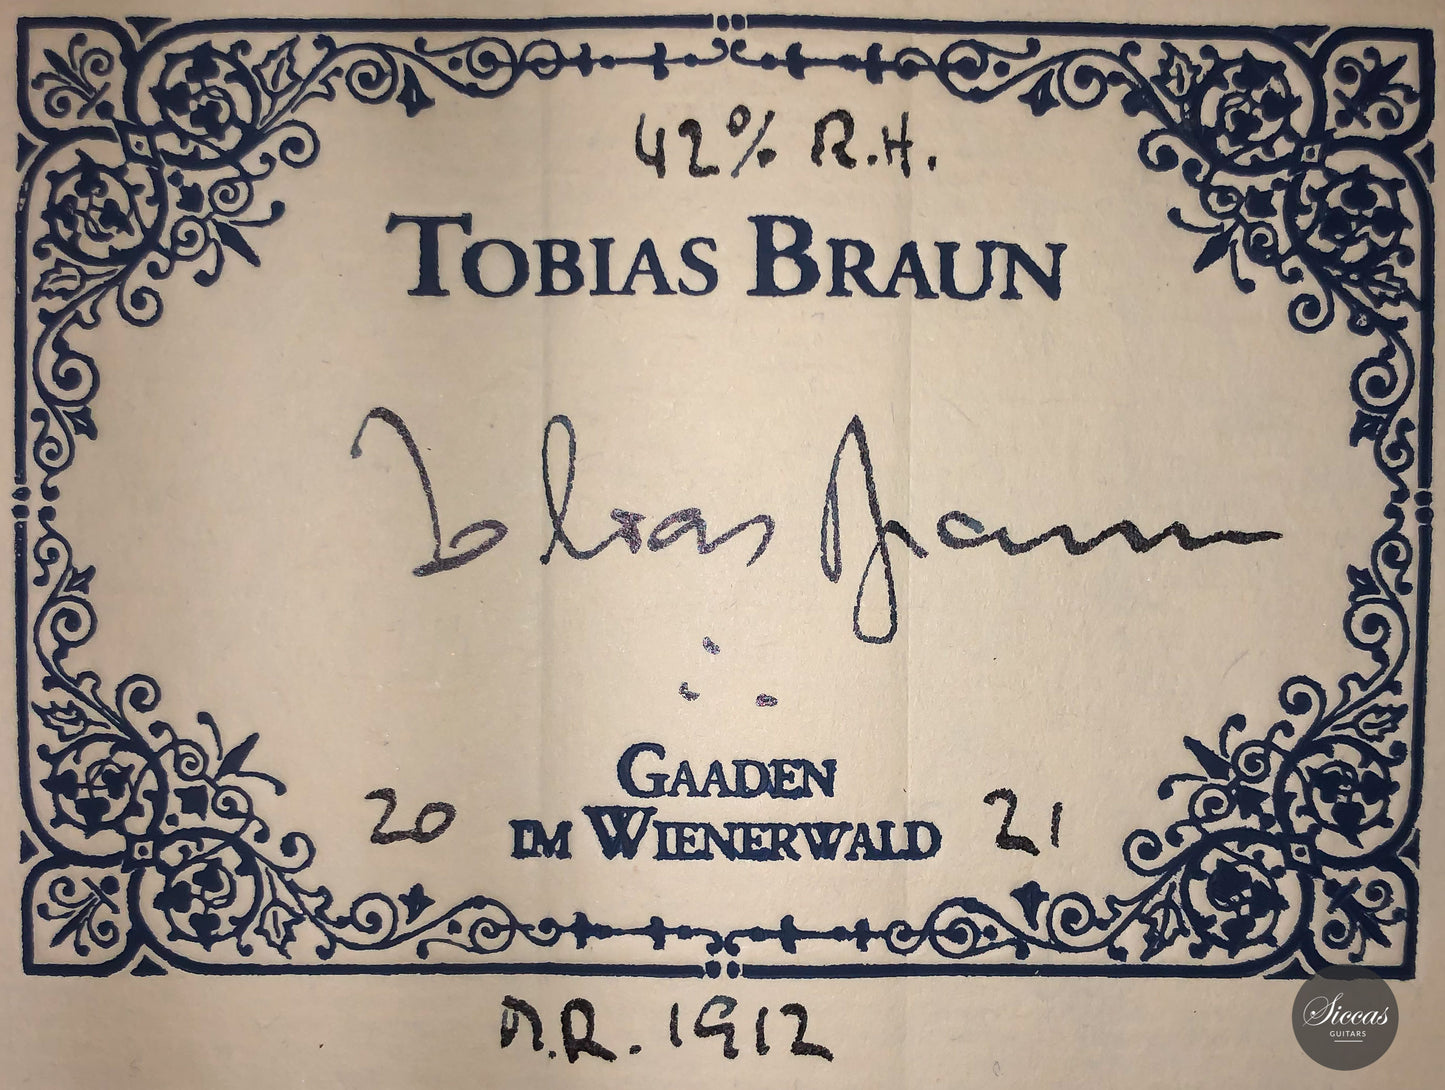 42% R.H.
TOBIAS BRAUN
Tobias Braun
GAADEN
20 IM WIENERWALD 21
M.R. 1912
Siccas
GUITARS